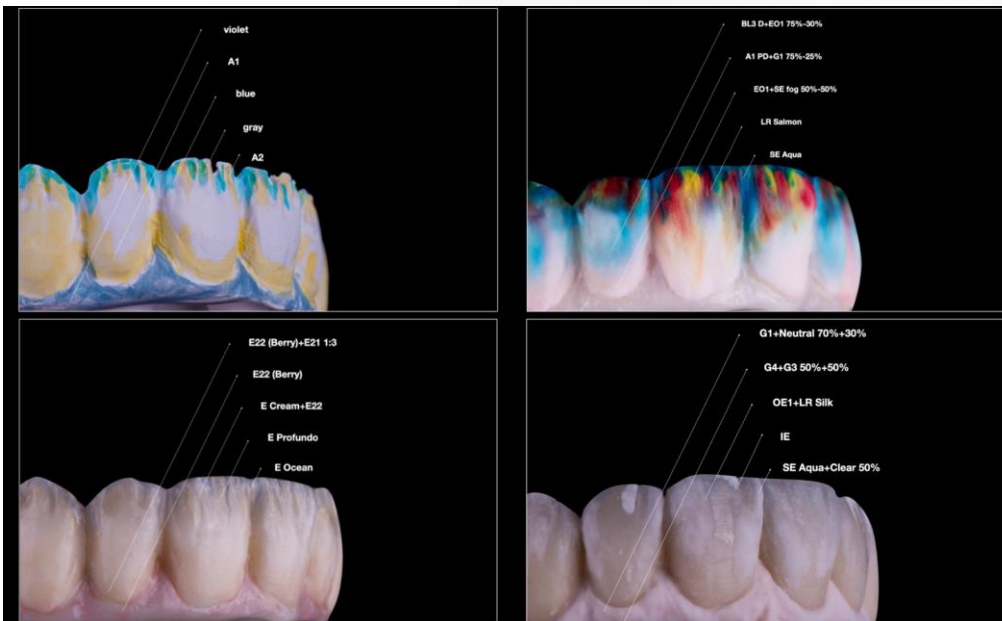 violet
A1
blue
gray
A2
BL3 D+EO1 75%-30%
A1 PD+G1 75%-25%
EO1+SE fog 50%-50%
LR Salmon
SE Aqua
E22 (Berry)+E21 1:3
E22 (Berry)
E Cream+E22
E Profundo
E Ocean
G1+Neutral 70%+30%
G4+G3 50%+50%
OE1+LR Silk
IE
SE Aqua+Clear 50%